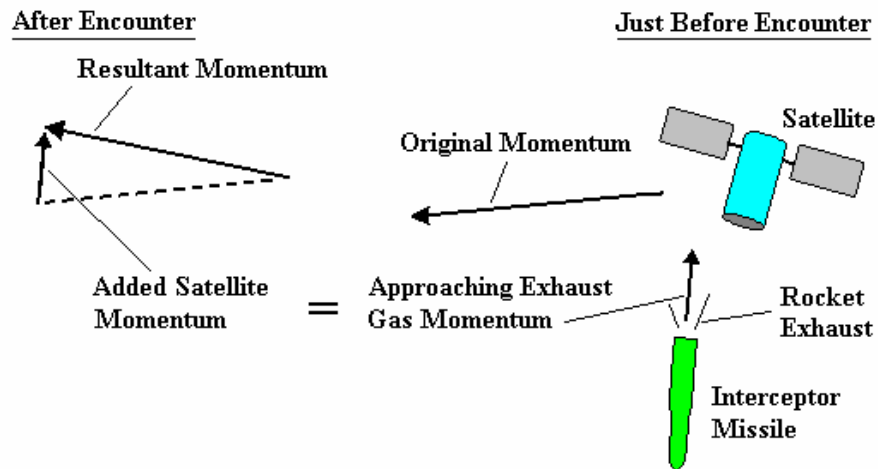 After Encounter
Just Before Encounter
Resultant Momentum
Satellite
Original Momentum
Added Satellite
Momentum
=
Approaching Exhaust
Gas Momentum
Rocket
Exhaust
Interceptor
Missile